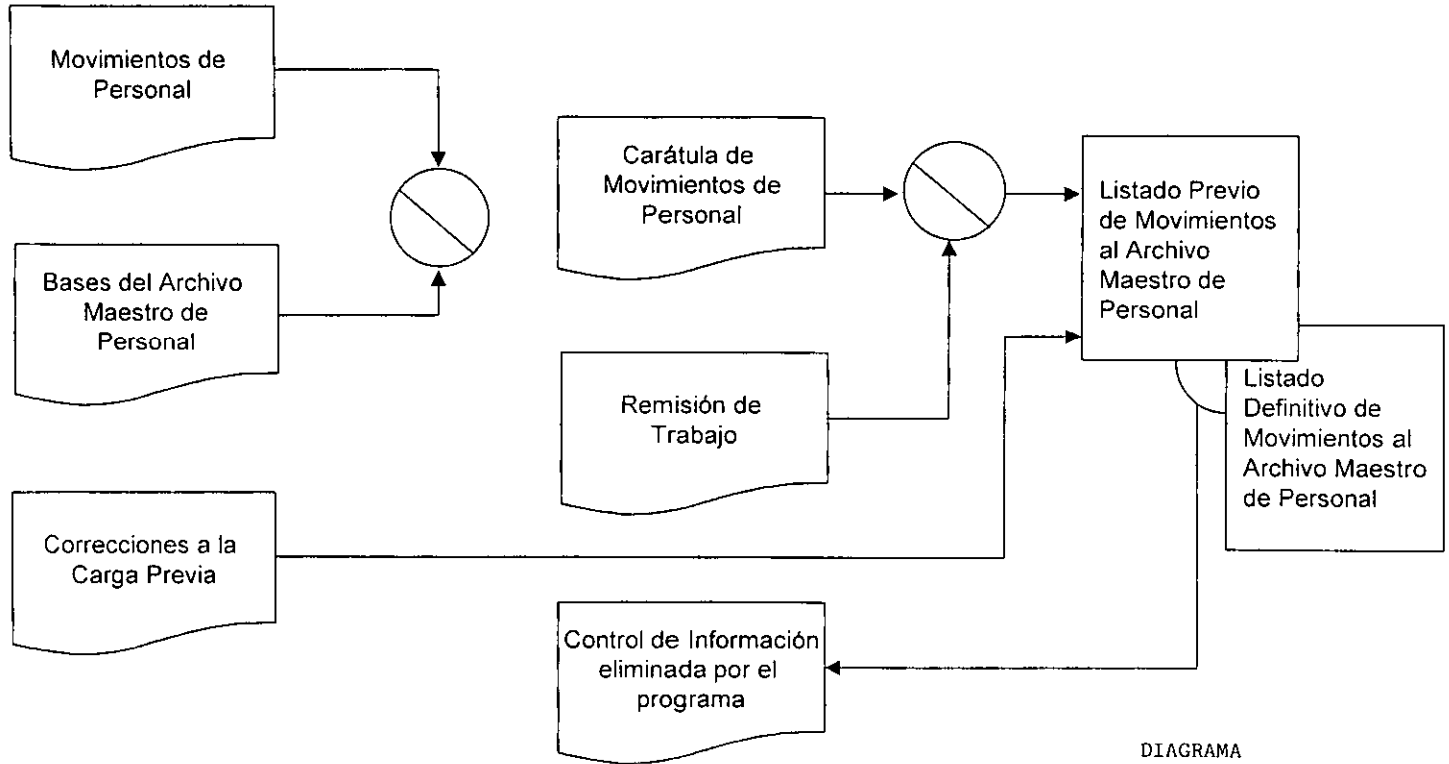 Movimientos de
Personal
Bases del Archivo
Maestro de
Personal
Correcciones a la
Carga Previa
Carátula de
Movimientos de
Personal
Remisión de
Trabajo
Control de Información
eliminada por el
programa
Listado Previo
de Movimientos
al Archivo
Maestro de
Personal
Listado
Definitivo de
Movimientos al
Archivo Maestro
de Personal
DIAGRAMA